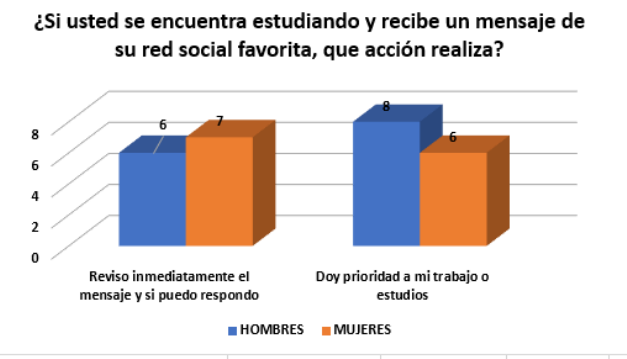 ¿Si usted se encuentra estudiando y recibe un mensaje de
su red social favorita, que acción realiza?
8
6
4
2
0
6
7
8
6
Reviso inmediatamente el
mensaje y si puedo respondo
Doy prioridad a mi trabajo o
estudios
HOMBRES MUJERES